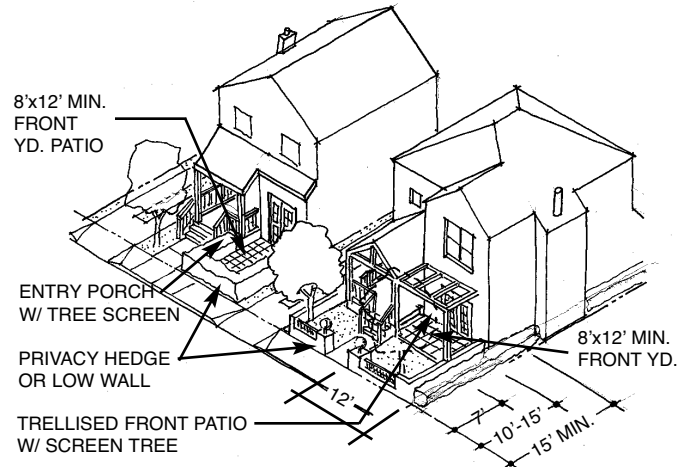 8'x12' MIN.
FRONT
YD. PATIO
ENTRY PORCH
W/ TREE SCREEN
PRIVACY HEDGE
OR LOW WALL
TRELLISED FRONT PATIO
W/ SCREEN TREE
12'
8'x12' MIN.
FRONT YD.
7'
10'-15'
15' MIN.